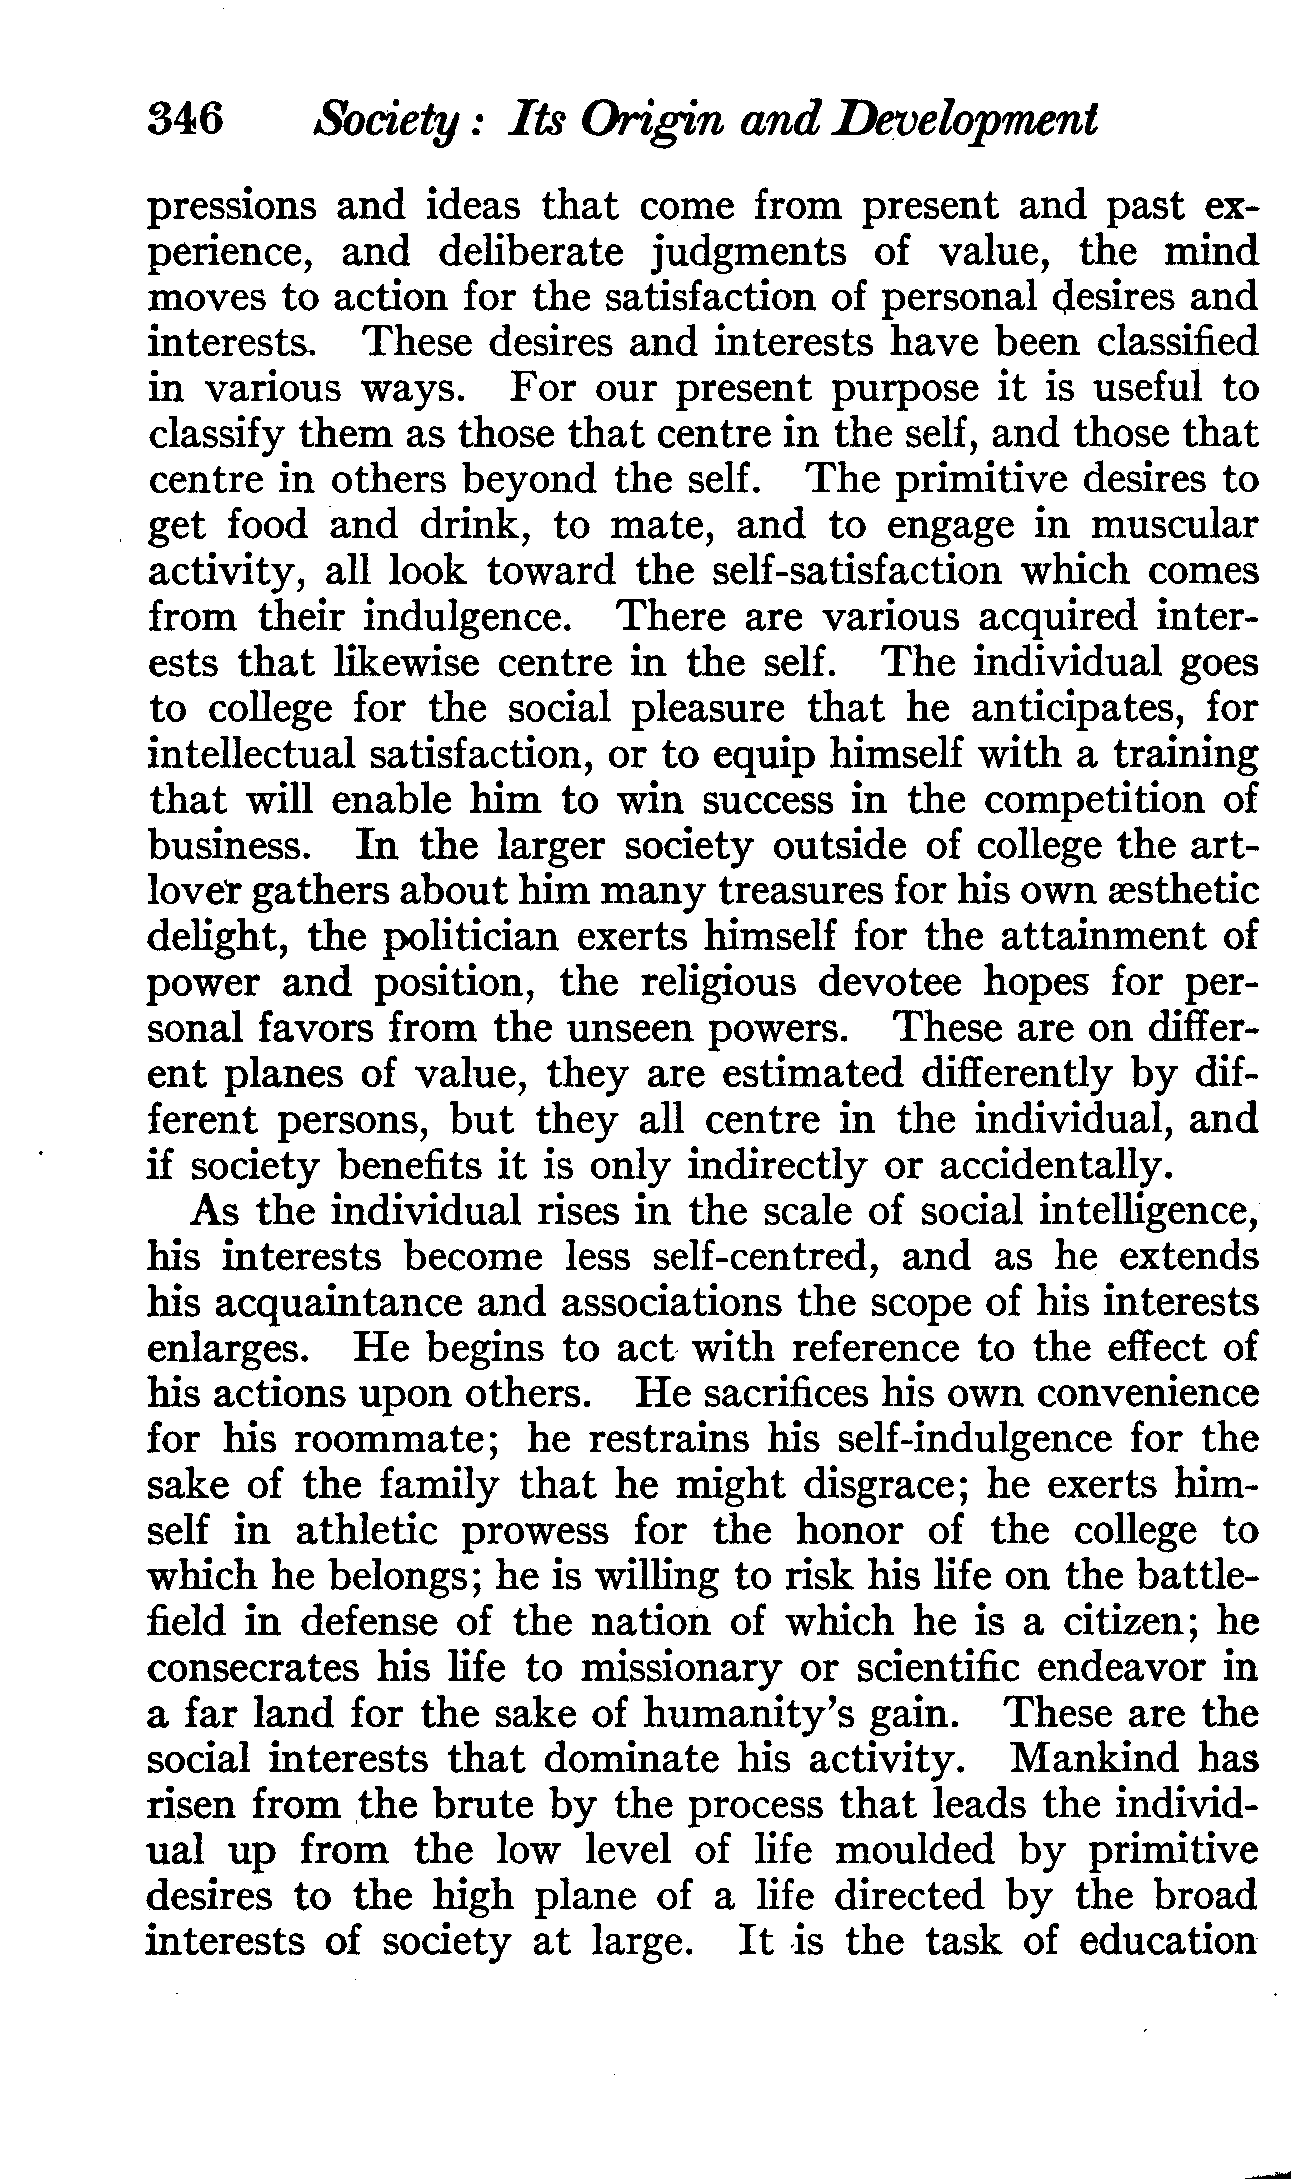 346 Society: Its Origin and Development
pressions and ideas that come from present and past ex-
perience, and deliberate judgments of value, the mind
moves to action for the satisfaction of personal desires and
interests. These desires and interests have been classified
in various ways. For our present purpose it is useful to
classify them as those that centre in the self, and those that
centre in others beyond the self. The primitive desires to
get food and drink, to mate, and to engage in muscular
activity, all look toward the self-satisfaction which comes
from their indulgence. There are various acquired inter-
ests that likewise centre in the self. The individual goes
to college for the social pleasure that he anticipates, for
intellectual satisfaction, or to equip himself with a training
that will enable him to win success in the competition of
business. In the larger society outside of college the art-
lover gathers about him many treasures for his own æsthetic
delight, the politician exerts himself for the attainment of
power and position, the religious devotee hopes for per-
sonal favors from the unseen powers. These are on differ-
ent planes of value, they are estimated differently by dif-
ferent persons, but they all centre in the individual, and
if society benefits it is only indirectly or accidentally.
As the individual rises in the scale of social intelligence,
his interests become less self-centred, and as he extends
his acquaintance and associations the scope of his interests
enlarges. He begins to act with reference to the effect of
his actions upon others. He sacrifices his own convenience
for his roommate; he restrains his self-indulgence for the
sake of the family that he might disgrace; he exerts him-
self in athletic prowess for the honor of the college to
which he belongs; he is willing to risk his life on the battle-
field in defense of the nation of which he is a citizen; he
consecrates his life to missionary or scientific endeavor in
a far land for the sake of humanity's gain. These are the
social interests that dominate his activity. Mankind has
risen from the brute by the process that leads the individ-
ual up from the low level of life moulded by primitive
desires to the high plane of a life directed by the broad
interests of society at large. It is the task of education